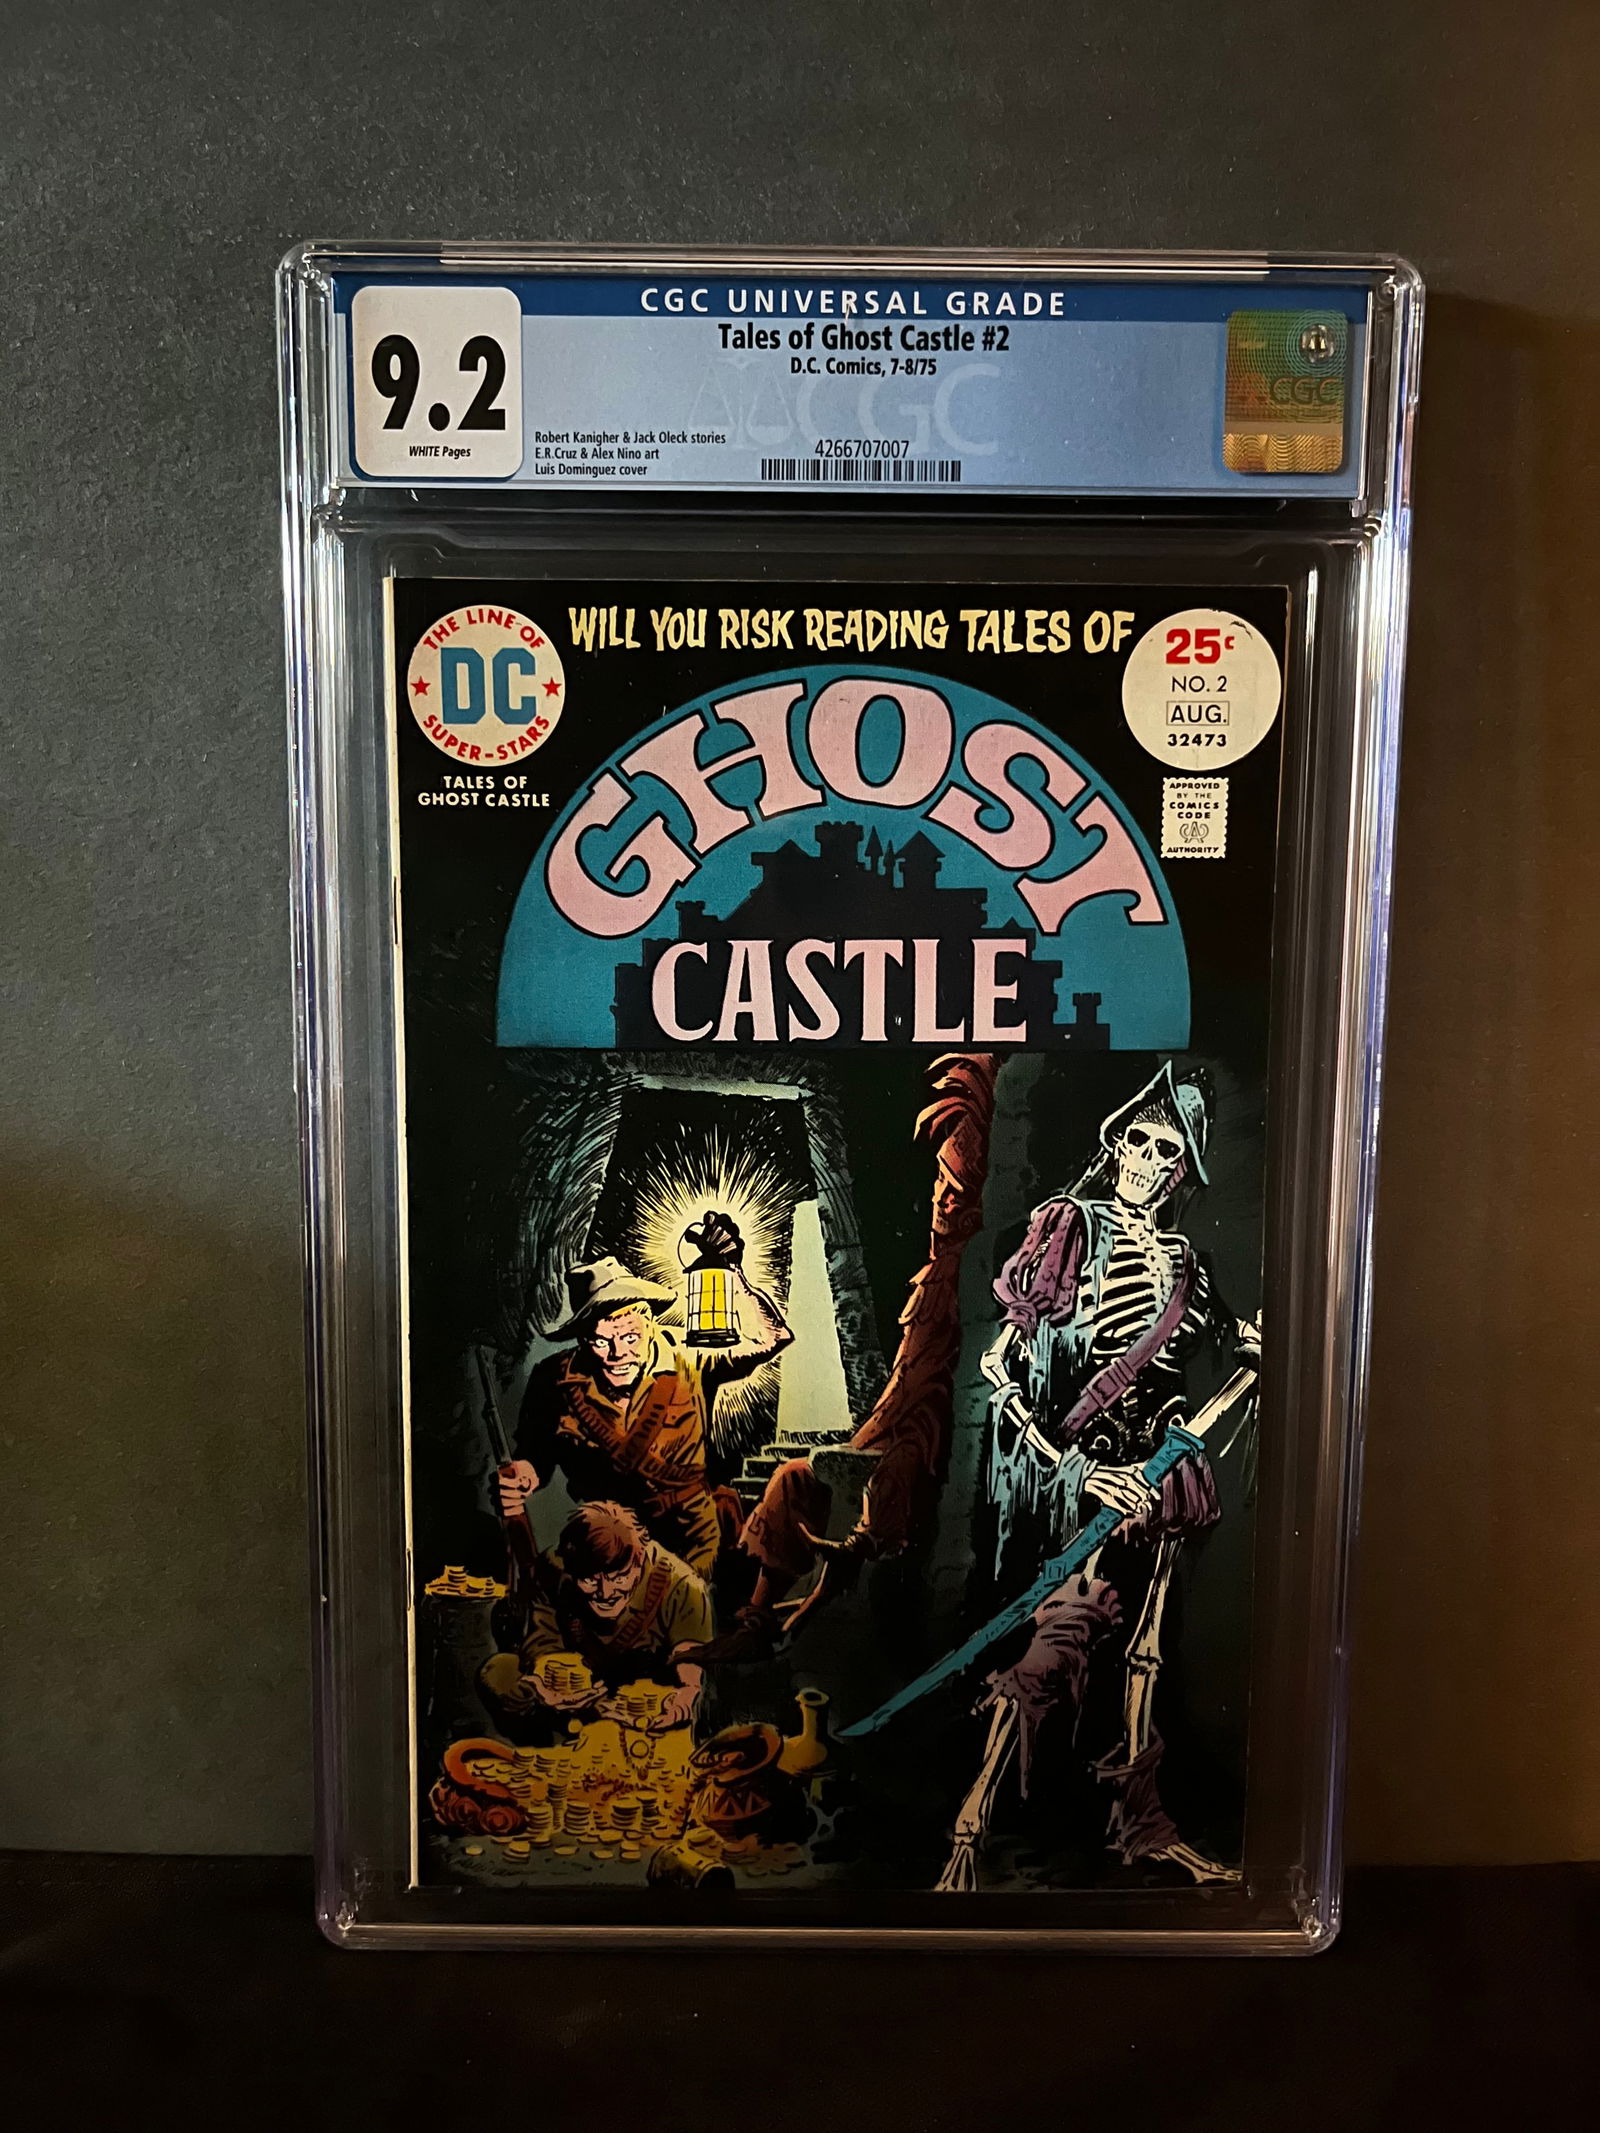 CGC UNIVERSAL GRADE
9.2
WHITE Pages
Tales of Ghost Castle #2
D.C. Comics, 7-8/75
Robert Kanigher & Jack Oleck stories
E.R.Cruz & Alex Nino art
Luis Dominguez cover
4266707007
CGC
CGC
THE LINE OF
DC
SUPER-STARS
TALES OF
GHOST CASTLE
WILL YOU RISK READING TALES OF
GHOST
CASTLE
25c
NO. 2
AUG.
32473
APPROVED
BY THE
COMICS
CODE
CA
AUTHORITY